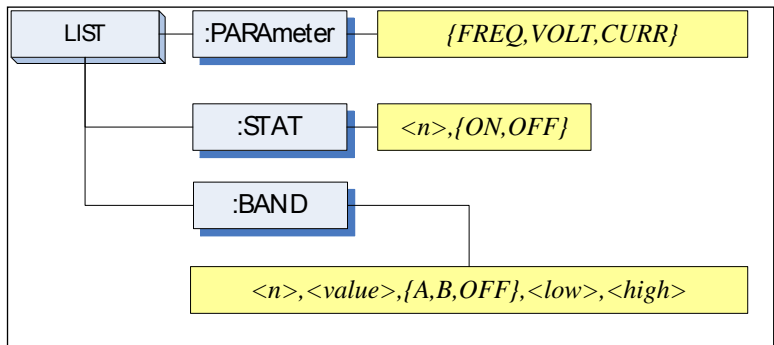 LIST :PARAmeter {FREQ,VOLT,CURR}
:STAT <n>,{ON,OFF}
:BAND
<n>,<value>,{A,B,OFF},<low>,<high>